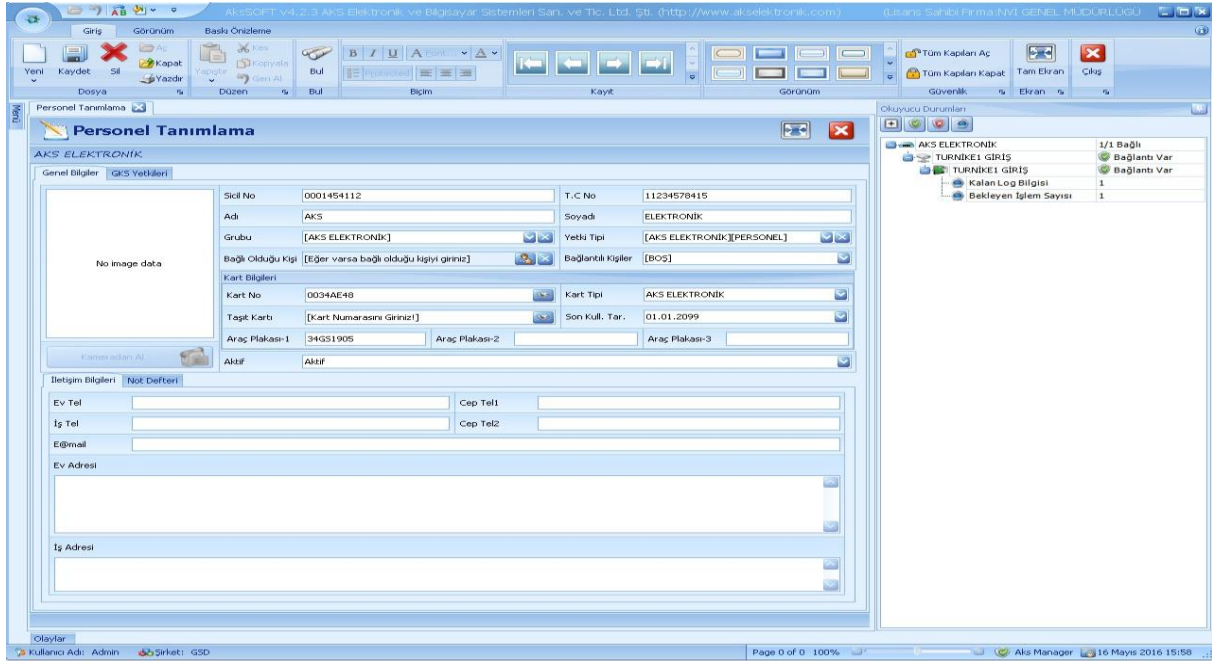 AksSOFT v4.2.3 AKS Elektronik ve Bilgisayar Sistemleri San. ve Tic. Ltd. Şti. (http://www.akselektronik.com) (Lisans Sahibi Firma:NVI GENEL MÜDÜRLÜĞÜ
Giriş Görünüm Baskı Önizleme
Yeni Kaydet Sil Aç Kapat Yazdır
Yapıştır Kes Kopyala Geri Al
Bul
B I U A Font A
Protected
Tüm Kapıları Aç
Tüm Kapıları Kapat
Tam Ekran Çıkış
Dosya Düzen Bul Biçim Kayıt Görünüm Güvenlik Ekran
Menü
Personel Tanımlama
Personel Tanımlama
AKS ELEKTRONİK
Genel Bilgiler GKS Yetkileri
No image data
Kameradan Al
Sicil No 0001454112 T.C No 11234578415
Adı AKS Soyadı ELEKTRONİK
Grubu [AKS ELEKTRONİK] Yetki Tipi [AKS ELEKTRONİK][PERSONEL]
Bağlı Olduğu Kişi [Eğer varsa bağlı olduğu kişiyi giriniz] Bağlantılı Kişiler [BOŞ]
Kart Bilgileri
Kart No 0034AE48 Kart Tipi AKS ELEKTRONİK
Taşıt Kartı [Kart Numarasını Giriniz!] Son Kull. Tar. 01.01.2099
Araç Plakası-1 34GS1905 Araç Plakası-2 Araç Plakası-3
Aktif Aktif
İletişim Bilgileri Not Defteri
Ev Tel Cep Tel1
İş Tel Cep Tel2
E@mail
Ev Adresi
İş Adresi
Okuyucu Durumları
AKS ELEKTRONİK 1/1 Bağlı
TURNİKE1 GİRİŞ Bağlantı Var
TURNİKE1 GİRİŞ Bağlantı Var
Kalan Log Bilgisi 1
Bekleyen İşlem Sayısı 1
Olaylar
Kullanıcı Adı: Admin Şirket: GSD Page 0 of 0 100% Aks Manager 16 Mayıs 2016 15:58